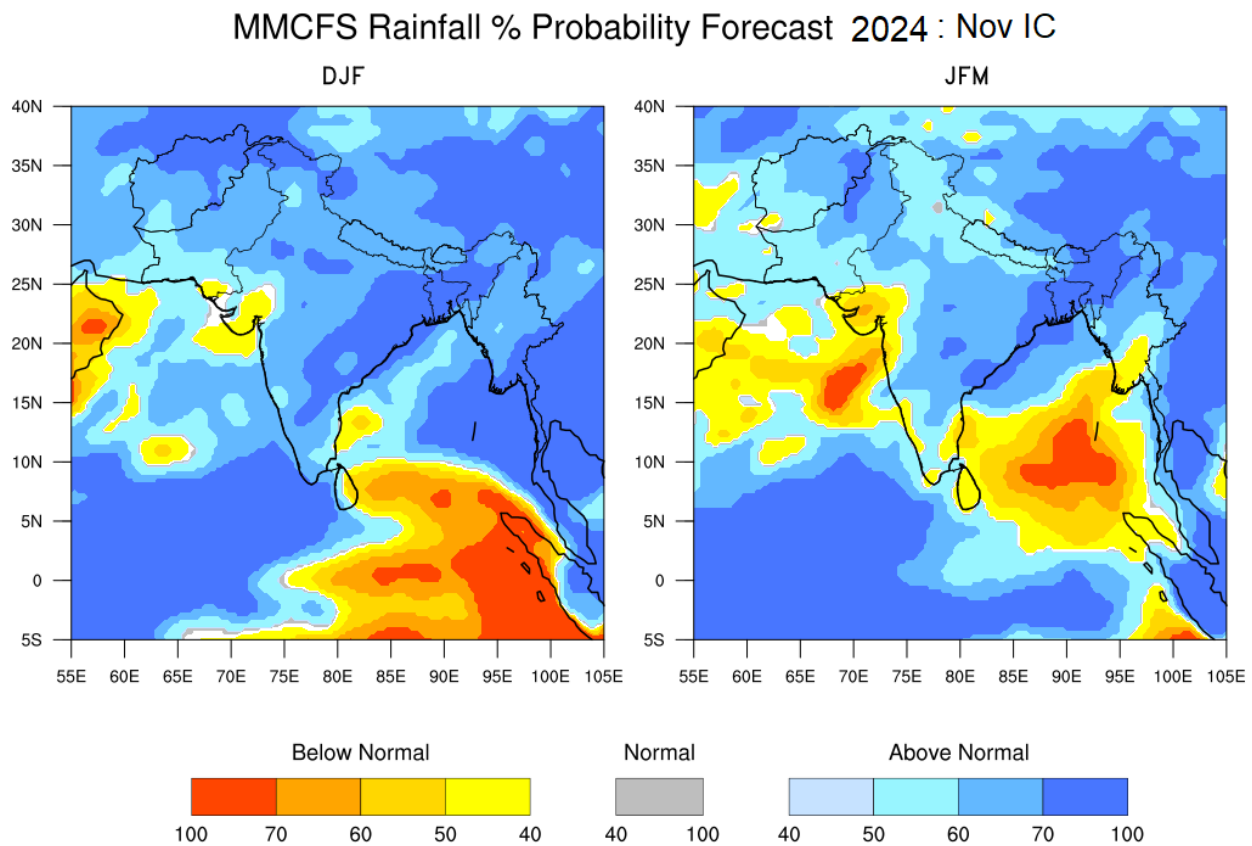 MMCFS Rainfall % Probability Forecast 2024 : Nov IC
DJF
JFM
40N
35N
30N
25N
20N
15N
10N
5N
0
5S
55E 60E 65E 70E 75E 80E 85E 90E 95E 100E 105E
40N
35N
30N
25N
20N
15N
10N
5N
0
5S
55E 60E 65E 70E 75E 80E 85E 90E 95E 100E 105E
Below Normal
100 70 60 50 40
Normal
40 100
Above Normal
40 50 60 70 100